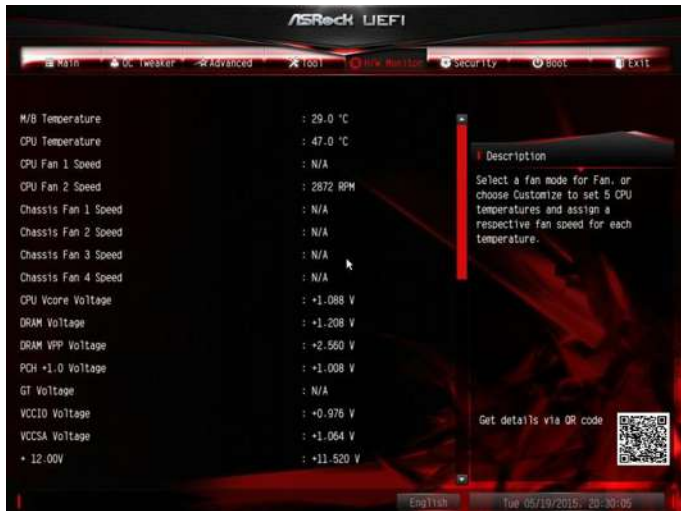 ASRock UEFI
Main OC Tweaker Advanced Tool H/W Monitor Security Boot Exit
M/B Temperature : 29.0 °C
CPU Temperature : 47.0 °C
CPU Fan 1 Speed : N/A
CPU Fan 2 Speed : 2872 RPM
Chassis Fan 1 Speed : N/A
Chassis Fan 2 Speed : N/A
Chassis Fan 3 Speed : N/A
Chassis Fan 4 Speed : N/A
CPU Vcore Voltage : +1.088 V
DRAM Voltage : +1.208 V
DRAM VPP Voltage : +2.560 V
PCH +1.0 Voltage : +1.008 V
GT Voltage : N/A
VCCIO Voltage : +0.976 V
VCCSA Voltage : +1.064 V
+ 12.00V : +11.520 V
Description
Select a fan mode for Fan, or
choose Customize to set 5 CPU
temperatures and assign a
respective fan speed for each
temperature.
Get details via QR code
English
Tue 05/19/2015, 20:30:05